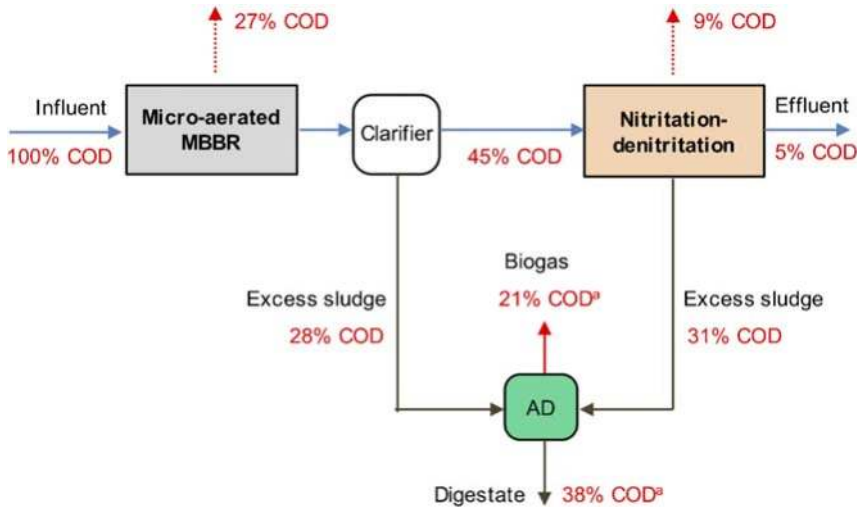 27% COD
9% COD
Influent
100% COD
Micro-aerated
MBBR
Clarifier
45% COD
Nitritation-
denitritation
Effluent
5% COD
Excess sludge
28% COD
Biogas
21% CODᵃ
Excess sludge
31% COD
AD
Digestate
38% CODᵃ